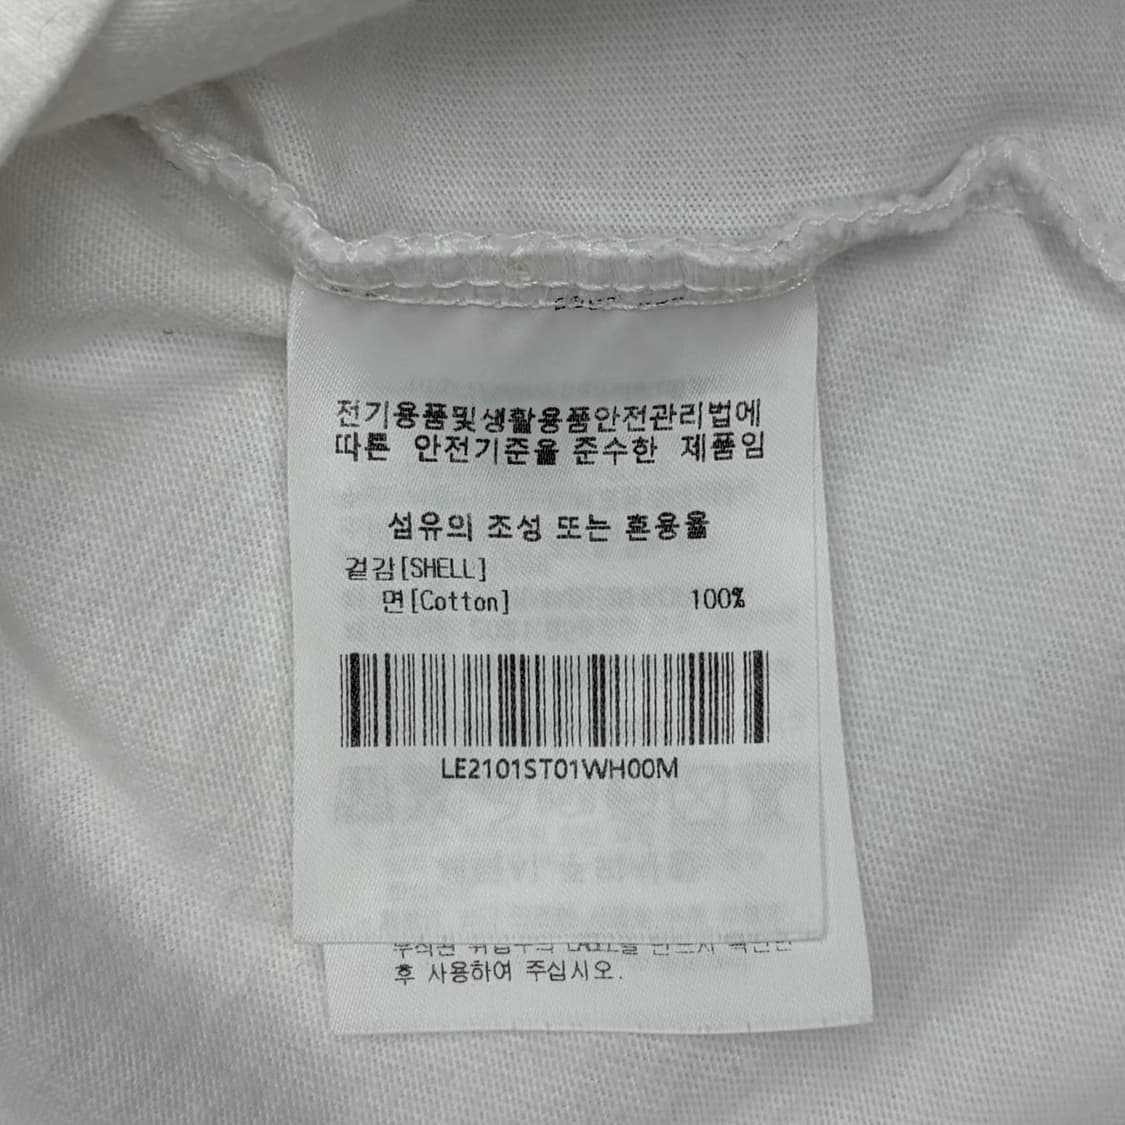 전기용품및생활용품안전관리법에
따른 안전기준을 준수한 제품임
섬유의 조성 또는 혼용율
겉감[SHELL]
면[Cotton] 100%
LE2101ST01WH00M
후 사용하여 주십시오.